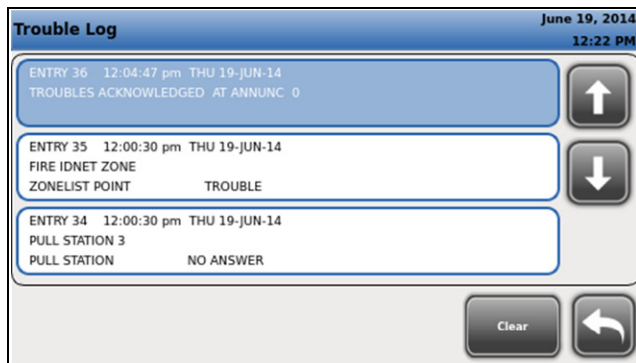 Trouble Log
June 19, 2014
12:22 PM
ENTRY 36 12:04:47 pm THU 19-JUN-14
TROUBLES ACKNOWLEDGED AT ANNUNC 0
ENTRY 35 12:00:30 pm THU 19-JUN-14
FIRE IDNET ZONE
ZONELIST POINT TROUBLE
ENTRY 34 12:00:30 pm THU 19-JUN-14
PULL STATION 3
PULL STATION NO ANSWER
Clear